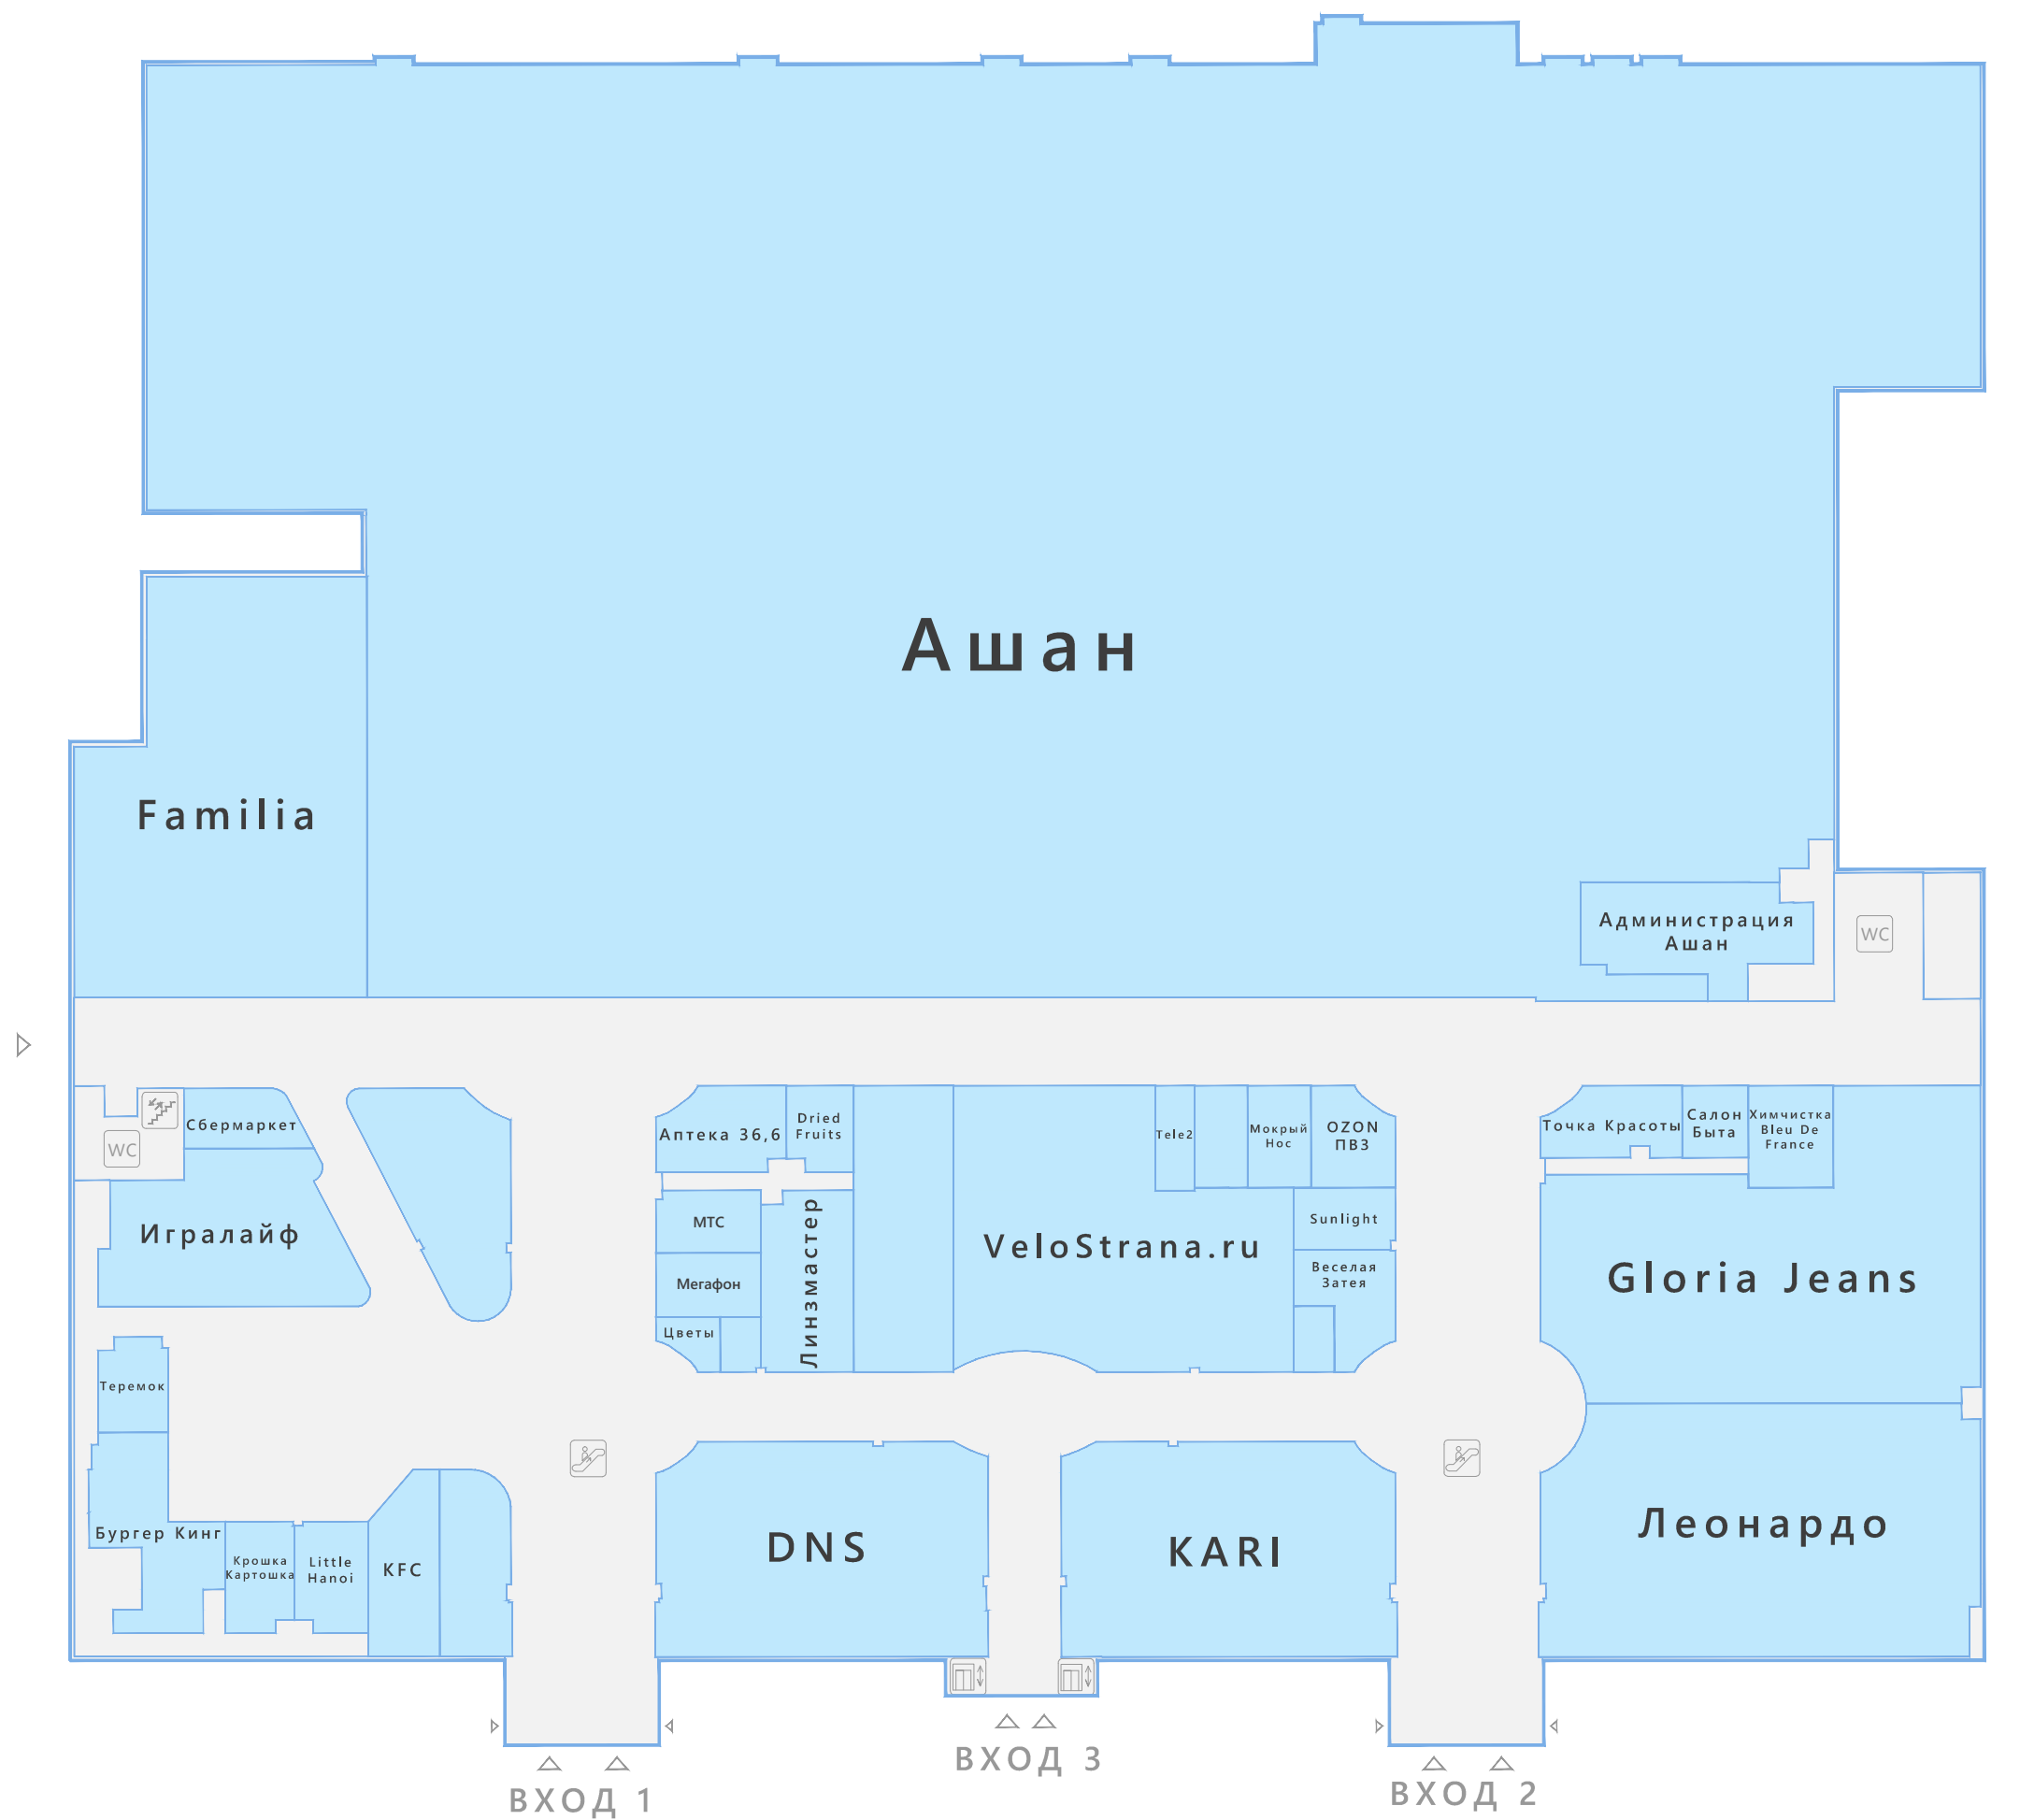 Ашан
Familia
Администрация
Ашан
WC
Сбермаркет
WC
Игралайф
Аптека 36,6
Dried
Fruits
МТС
Мегафон
Цветы
Линзмастер
VeloStrana.ru
Tele2
Мокрый
Нос
OZON
ПВЗ
Sunlight
Веселая
Затея
Точка Красоты
Салон
Быта
Химчистка
Bleu De
France
Gloria Jeans
Теремок
Бургер Кинг
Крошка
Картошка
Little
Hanoi
KFC
DNS
KARI
Леонардо
ВХОД 1
ВХОД 3
ВХОД 2